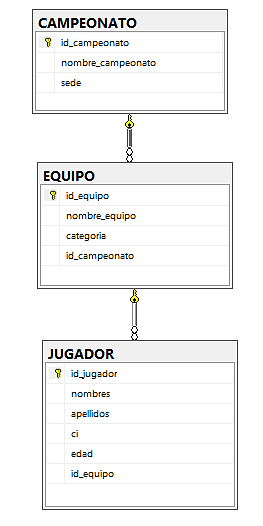 CAMPEONATO
id_campeonato
nombre_campeonato
sede
EQUIPO
id_equipo
nombre_equipo
categoria
id_campeonato
JUGADOR
id_jugador
nombres
apellidos
ci
edad
id_equipo